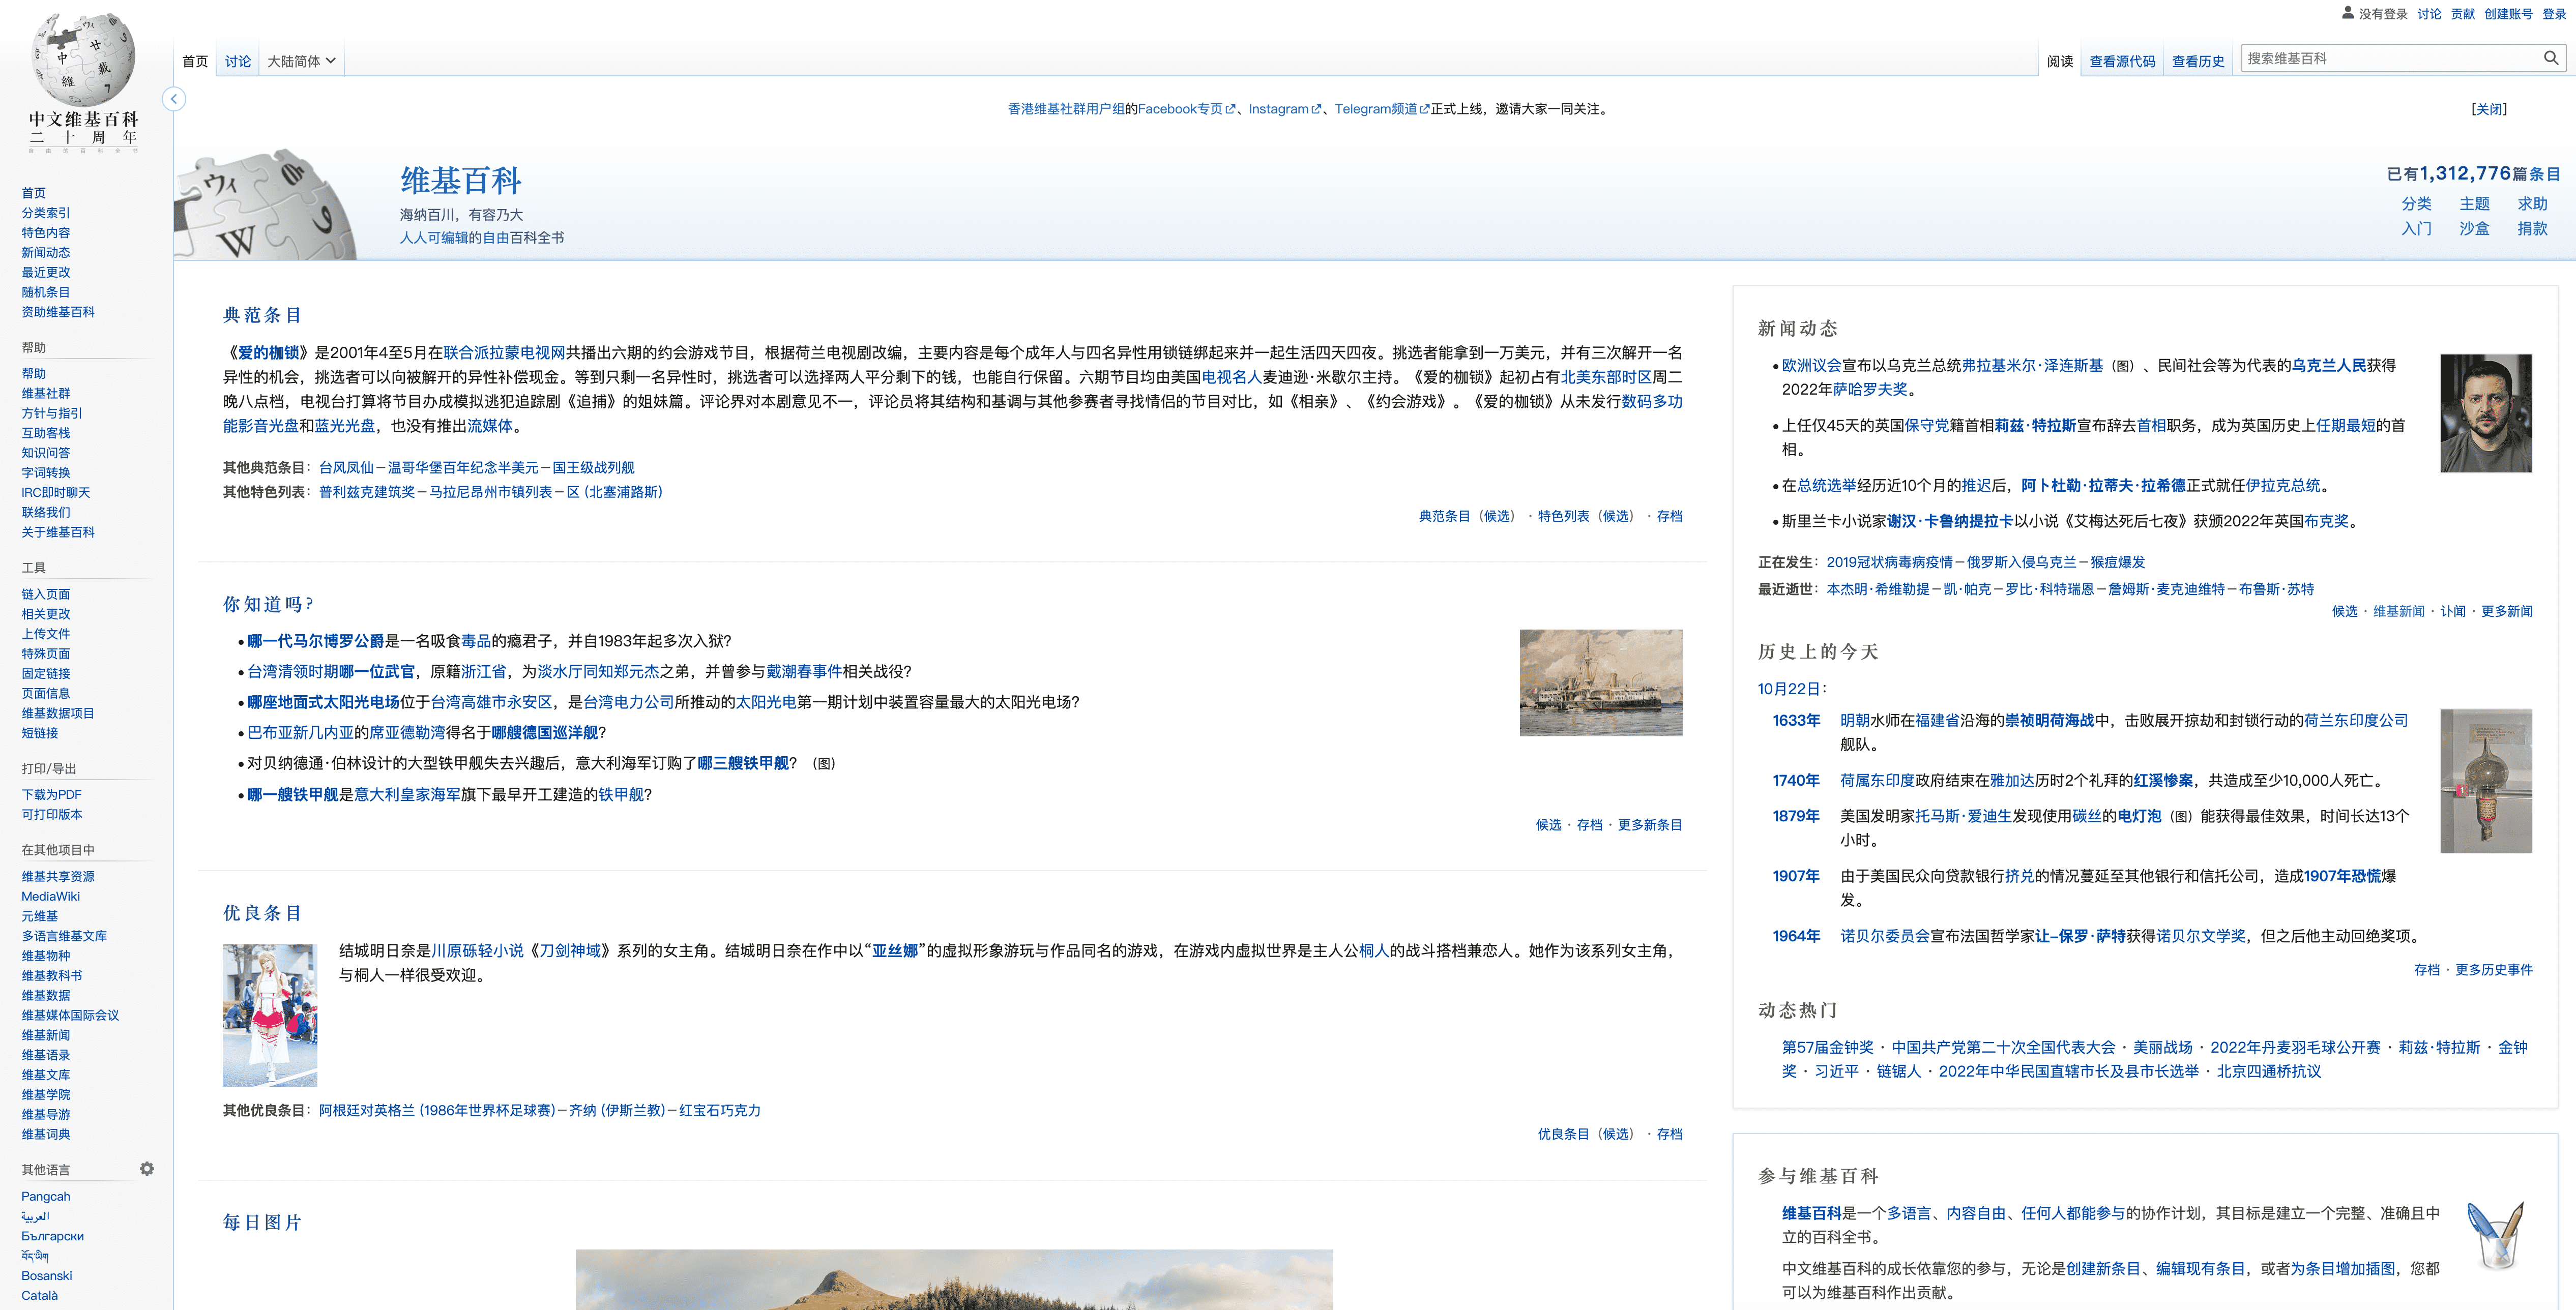 没有登录 讨论 贡献 创建账号 登录
首页 讨论 大陆简体
阅读 查看源代码 查看历史 搜索维基百科
中文维基百科
二十周年
自由的百科全书
首页
分类索引
特色内容
新闻动态
最近更改
随机条目
资助维基百科
帮助
帮助
维基社群
方针与指引
互助客栈
知识问答
字词转换
IRC即时聊天
联络我们
关于维基百科
工具
链入页面
相关更改
上传文件
特殊页面
固定链接
页面信息
维基数据项目
短链接
打印/导出
下载为PDF
可打印版本
在其他项目中
维基共享资源
MediaWiki
元维基
多语言维基文库
维基物种
维基教科书
维基数据
维基媒体国际会议
维基新闻
维基语录
维基文库
维基学院
维基导游
维基词典
其他语言
Pangcah
العربية
Български
བོད་ཡིག
Bosanski
Català
香港维基社群用户组的Facebook专页、Instagram、Telegram频道正式上线，邀请大家一同关注。
[关闭]
维基百科
海纳百川，有容乃大
人人可编辑的自由百科全书
已有1,312,776篇条目
分类 主题 求助
入门 沙盒 捐款
典范条目
《爱的枷锁》是2001年4至5月在联合派拉蒙电视网共播出六期的约会游戏节目，根据荷兰电视剧改编，主要内容是每个成年人与四名异性用锁链绑起来并一起生活四天四夜。挑选者能拿到一万美元，并有三次解开一名
异性的机会，挑选者可以向被解开的异性补偿现金。等到只剩一名异性时，挑选者可以选择两人平分剩下的钱，也能自行保留。六期节目均由美国电视名人麦迪逊·米歇尔主持。《爱的枷锁》起初占有北美东部时区周二
晚八点档，电视台打算将节目办成模拟逃犯追踪剧《追捕》的姐妹篇。评论界对本剧意见不一，评论员将其结构和基调与其他参赛者寻找情侣的节目对比，如《相亲》、《约会游戏》。《爱的枷锁》从未发行数码多功
能影音光盘和蓝光光盘，也没有推出流媒体。
其他典范条目：台风凤仙－温哥华堡百年纪念半美元－国王级战列舰
其他特色列表：普利兹克建筑奖－马拉尼昂州市镇列表－区 (北塞浦路斯)
典范条目（候选） · 特色列表（候选） · 存档
你知道吗？
哪一代马尔博罗公爵是一名吸食毒品的瘾君子，并自1983年起多次入狱？
台湾清领时期哪一位武官，原籍浙江省，为淡水厅同知郑元杰之弟，并曾参与戴潮春事件相关战役？
哪座地面式太阳光电场位于台湾高雄市永安区，是台湾电力公司所推动的太阳光电第一期计划中装置容量最大的太阳光电场？
巴布亚新几内亚的席亚德勒湾得名于哪艘德国巡洋舰？
对贝纳德通·伯林设计的大型铁甲舰失去兴趣后，意大利海军订购了哪三艘铁甲舰？（图）
哪一艘铁甲舰是意大利皇家海军旗下最早开工建造的铁甲舰？
候选 · 存档 · 更多新条目
优良条目
结城明日奈是川原砾轻小说《刀剑神域》系列的女主角。结城明日奈在作中以“亚丝娜”的虚拟形象游玩与作品同名的游戏，在游戏内虚拟世界是主人公桐人的战斗搭档兼恋人。她作为该系列女主角，
与桐人一样很受欢迎。
其他优良条目：阿根廷对英格兰 (1986年世界杯足球赛)－齐纳 (伊斯兰教)－红宝石巧克力
优良条目（候选） · 存档
每日图片
新闻动态
欧洲议会宣布以乌克兰总统弗拉基米尔·泽连斯基（图）、民间社会等为代表的乌克兰人民获得
2022年萨哈罗夫奖。
上任仅45天的英国保守党籍首相莉兹·特拉斯宣布辞去首相职务，成为英国历史上任期最短的首
相。
在总统选举经历近10个月的推迟后，阿卜杜勒·拉蒂夫·拉希德正式就任伊拉克总统。
斯里兰卡小说家谢汉·卡鲁纳提拉卡以小说《艾梅达死后七夜》获颁2022年英国布克奖。
正在发生：2019冠状病毒病疫情－俄罗斯入侵乌克兰－猴痘爆发
最近逝世：本杰明·希维勒提－凯·帕克－罗比·科特瑞恩－詹姆斯·麦克迪维特－布鲁斯·苏特
候选 · 维基新闻 · 讣闻 · 更多新闻
历史上的今天
10月22日：
1633年 明朝水师在福建省沿海的崇祯明荷海战中，击败展开掠劫和封锁行动的荷兰东印度公司
舰队。
1740年 荷属东印度政府结束在雅加达历时2个礼拜的红溪惨案，共造成至少10,000人死亡。
1879年 美国发明家托马斯·爱迪生发现使用碳丝的电灯泡（图）能获得最佳效果，时间长达13个
小时。
1907年 由于美国民众向贷款银行挤兑的情况蔓延至其他银行和信托公司，造成1907年恐慌爆
发。
1964年 诺贝尔委员会宣布法国哲学家让–保罗·萨特获得诺贝尔文学奖，但之后他主动回绝奖项。
存档 · 更多历史事件
动态热门
第57届金钟奖 · 中国共产党第二十次全国代表大会 · 美丽战场 · 2022年丹麦羽毛球公开赛 · 莉兹·特拉斯 · 金钟
奖 · 习近平 · 链锯人 · 2022年中华民国直辖市长及县市长选举 · 北京四通桥抗议
参与维基百科
维基百科是一个多语言、内容自由、任何人都能参与的协作计划，其目标是建立一个完整、准确且中
立的百科全书。
中文维基百科的成长依靠您的参与，无论是创建新条目、编辑现有条目，或者为条目增加插图，您都
可以为维基百科作出贡献。